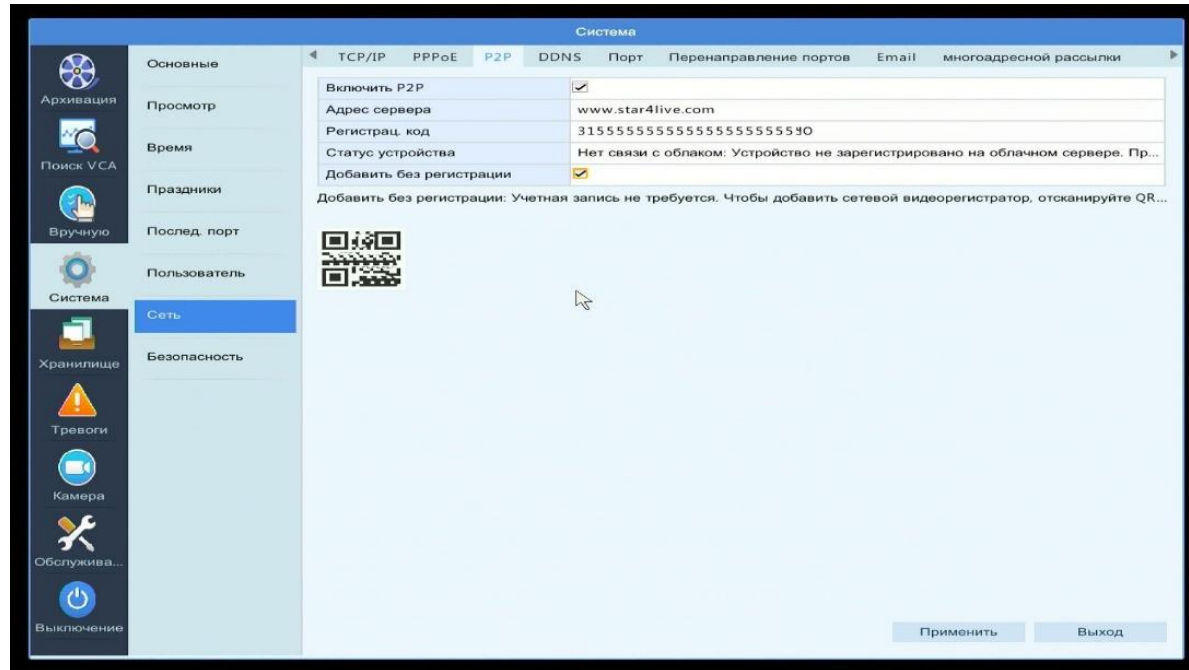 Система
TCP/IP PPPoE P2P DDNS Порт Перенаправление портов Email многоадресной рассылки
Архивация
Поиск VCA
Вручную
Система
Хранилище
Тревоги
Камера
Обслужива...
Выключение
Основные
Просмотр
Время
Праздники
Послед. порт
Пользователь
Сеть
Безопасность
Включить P2P
Адрес сервера www.star4live.com
Регистрац. код
Статус устройства Нет связи с облаком: Устройство не зарегистрировано на облачном сервере. Пр...
Добавить без регистрации
Добавить без регистрации: Учетная запись не требуется. Чтобы добавить сетевой видеорегистратор, отсканируйте QR...
Применить Выход